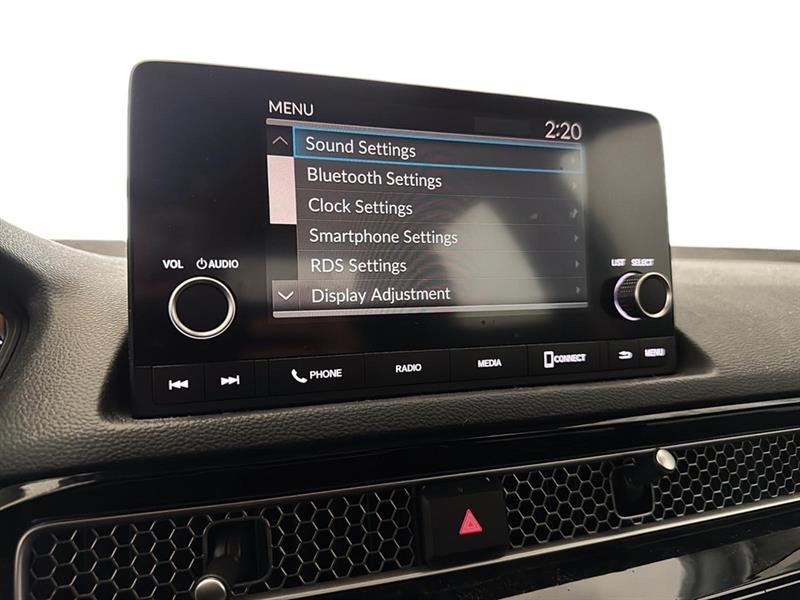 MENU
2:20
Sound Settings
Bluetooth Settings
Clock Settings
Smartphone Settings
RDS Settings
Display Adjustment
VOL AUDIO
LIST SELECT
PHONE
RADIO
MEDIA
CONNECT
MENU